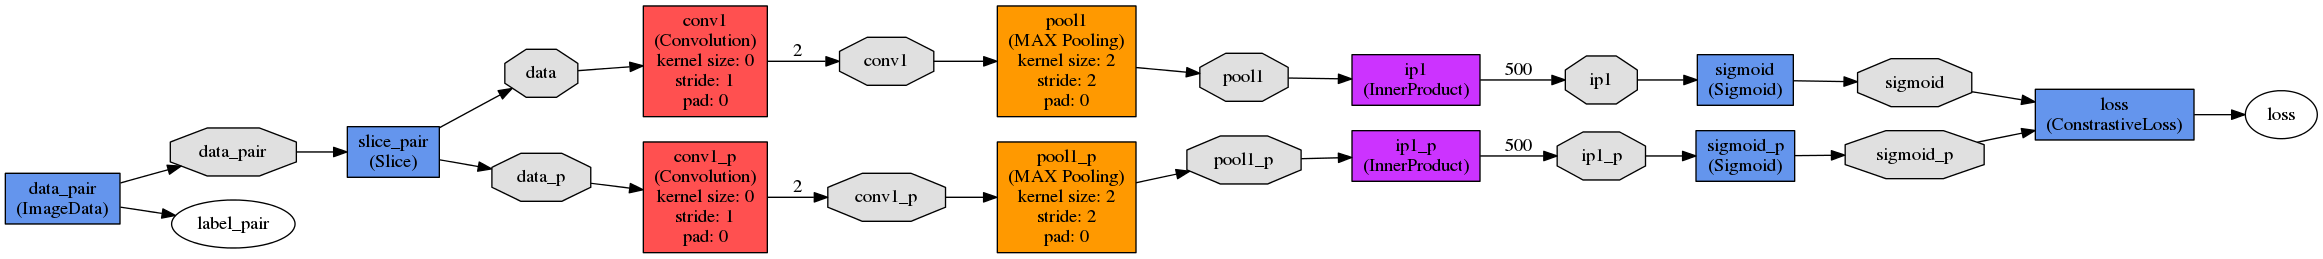 data_pair
(ImageData)
data_pair
label_pair
slice_pair
(Slice)
data
conv1
(Convolution)
kernel size: 0
stride: 1
pad: 0
2
conv1
pool1
(MAX Pooling)
kernel size: 2
stride: 2
pad: 0
pool1
ip1
(InnerProduct)
500
ip1
sigmoid
(Sigmoid)
sigmoid
data_p
conv1_p
(Convolution)
kernel size: 0
stride: 1
pad: 0
2
conv1_p
pool1_p
(MAX Pooling)
kernel size: 2
stride: 2
pad: 0
pool1_p
ip1_p
(InnerProduct)
500
ip1_p
sigmoid_p
(Sigmoid)
sigmoid_p
loss
(ConstrastiveLoss)
loss